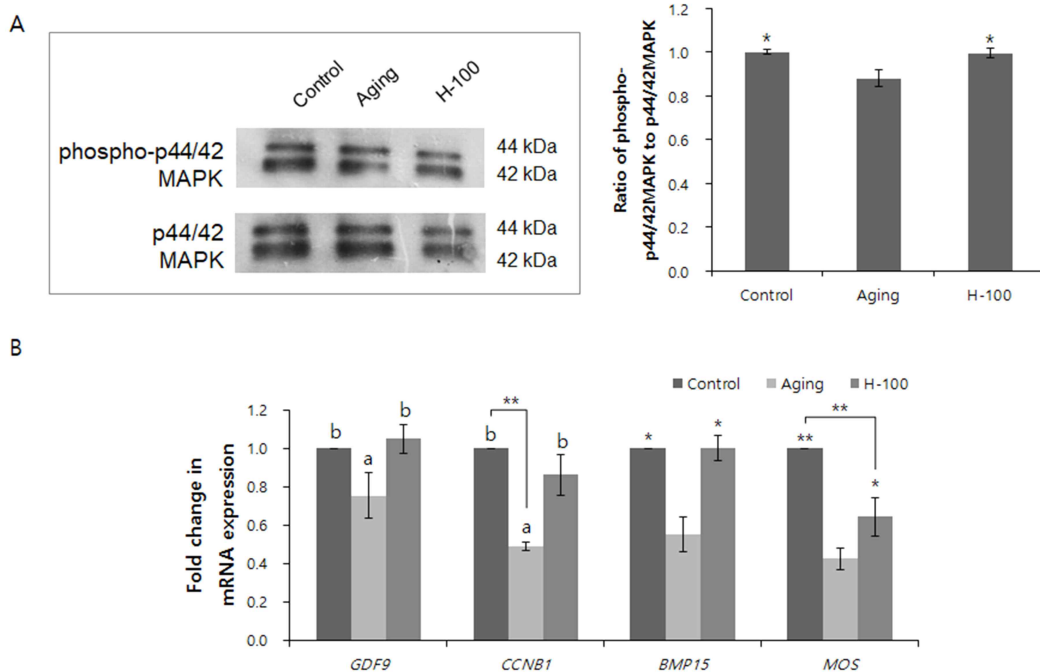 A
Control
Aging
H-100
phospho-p44/42
MAPK
44 kDa
42 kDa
p44/42
MAPK
44 kDa
42 kDa
Ratio of phospho-
p44/42MAPK to p44/42MAPK
1.2
1.0
0.8
0.6
0.4
0.2
0.0
*
*
Control
Aging
H-100
B
Control
Aging
H-100
Fold change in
mRNA expression
1.2
1.0
0.8
0.6
0.4
0.2
0.0
b
a
b
**
b
a
b
*
*
**
**
*
GDF9
CCNB1
BMP15
MOS